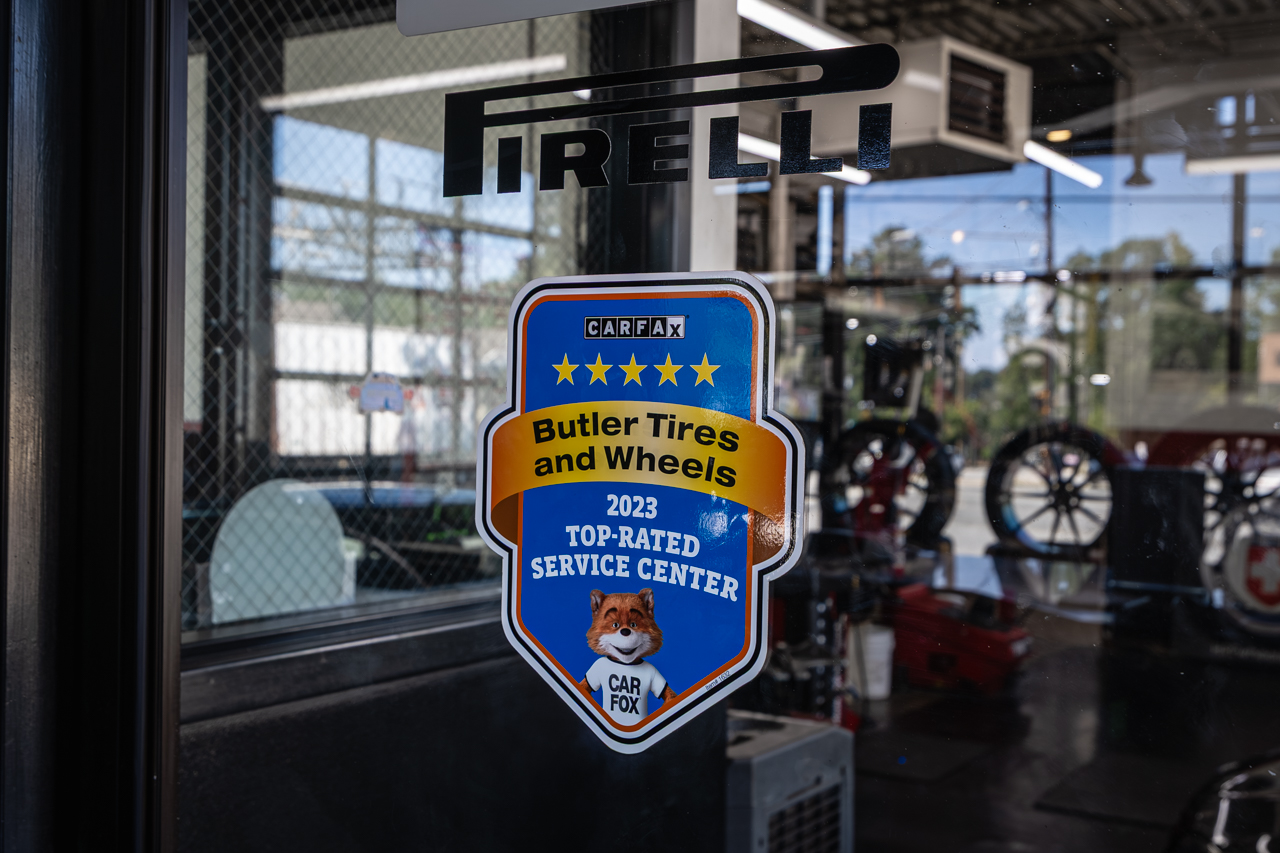 PIRELLI
CARFAX
Butler Tires
and Wheels
2023
TOP-RATED
SERVICE CENTER
CAR
FOX